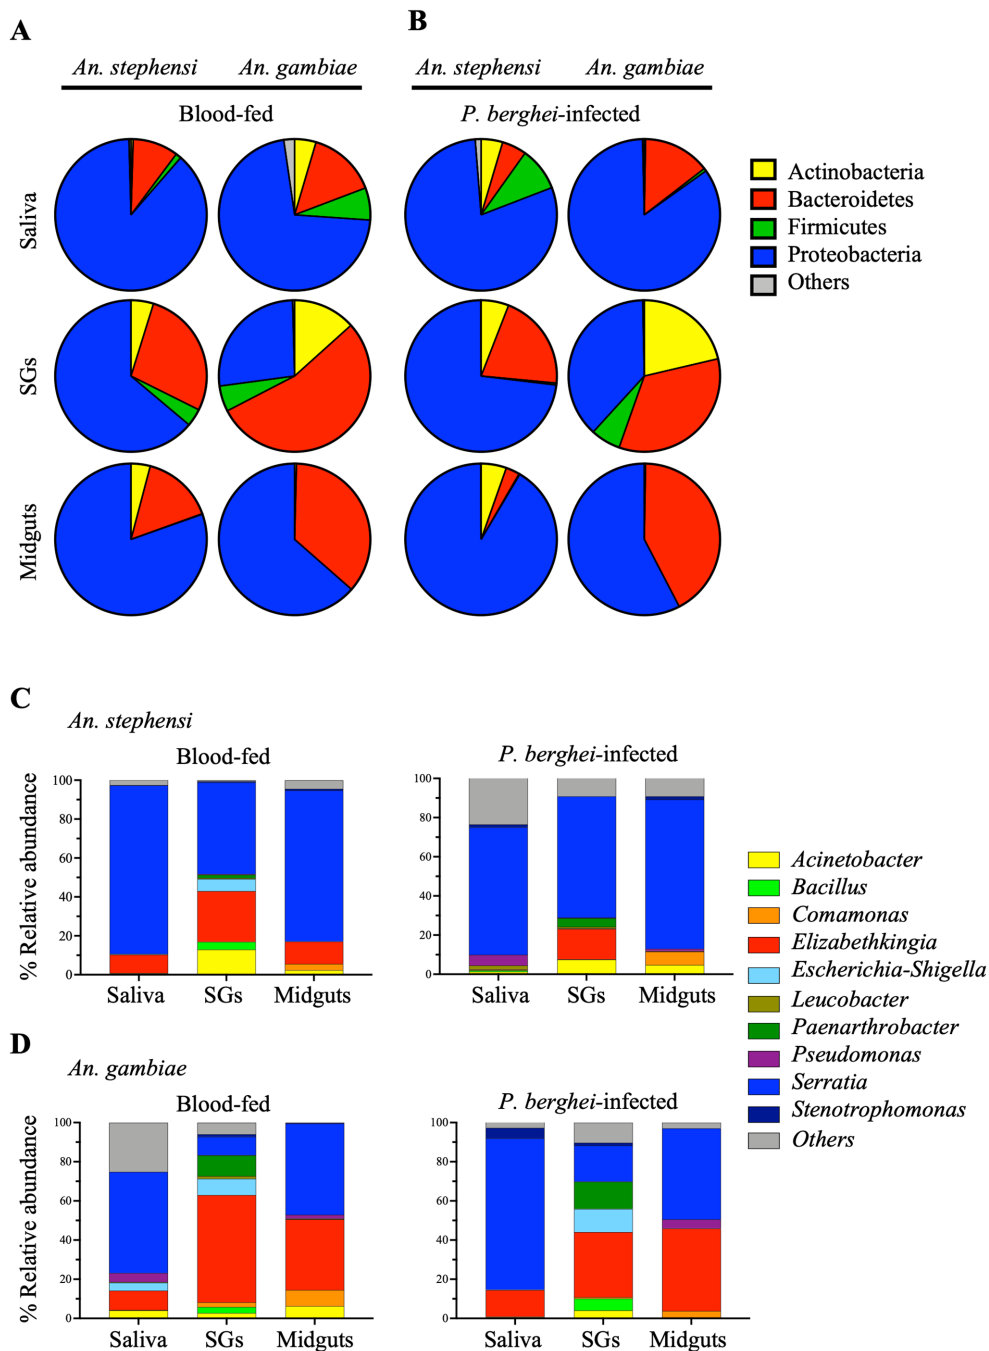 A
B
An. stephensi An. gambiae An. stephensi An. gambiae
Blood-fed P. berghei-infected
Saliva
SGs
Midguts
Actinobacteria
Bacteroidetes
Firmicutes
Proteobacteria
Others
C
An. stephensi
Blood-fed P. berghei-infected
% Relative abundance
100
80
60
40
20
0
Saliva SGs Midguts
100
80
60
40
20
0
Saliva SGs Midguts
D
An. gambiae
Blood-fed P. berghei-infected
% Relative abundance
100
80
60
40
20
0
Saliva SGs Midguts
% Relative abundance
100
80
60
40
20
0
Saliva SGs Midguts
Acinetobacter
Bacillus
Comamonas
Elizabethkingia
Escherichia-Shigella
Leucobacter
Paenarthrobacter
Pseudomonas
Serratia
Stenotrophomonas
Others